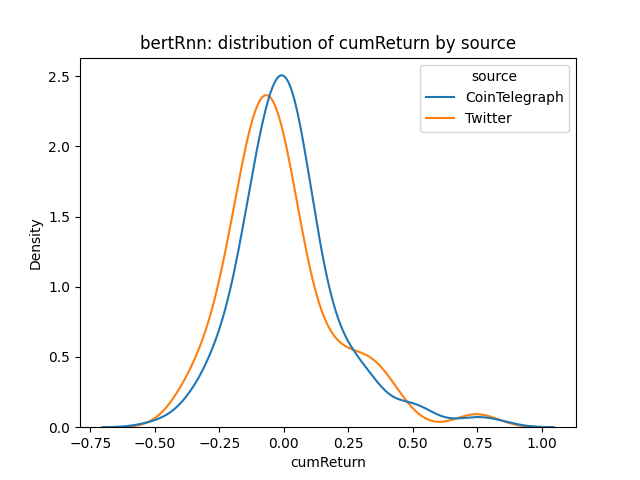 bertRnn: distribution of cumReturn by source
source
CoinTelegraph
Twitter
Density
2.5
2.0
1.5
1.0
0.5
0.0
−0.75 −0.50 −0.25 0.00 0.25 0.50 0.75 1.00
cumReturn